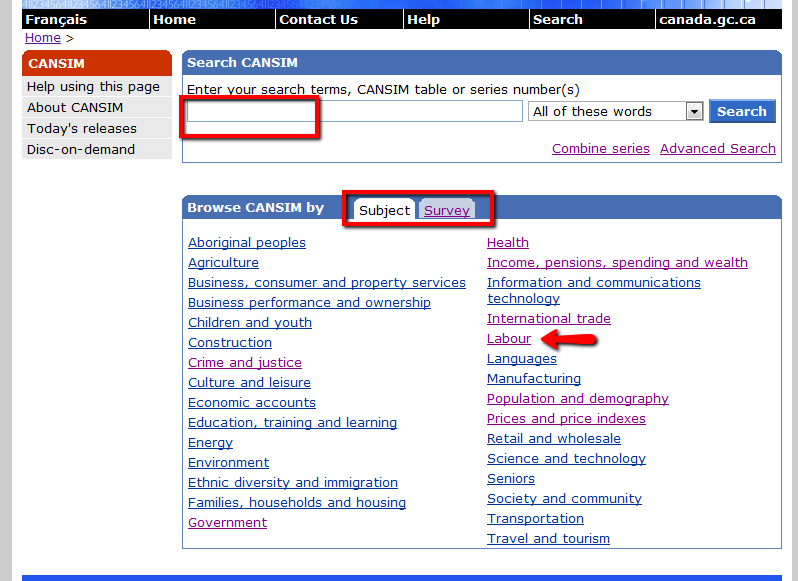 Français Home Contact Us Help Search canada.gc.ca
Home >
CANSIM
Help using this page
About CANSIM
Today's releases
Disc-on-demand
Search CANSIM
Enter your search terms, CANSIM table or series number(s)
All of these words Search
Combine series Advanced Search
Browse CANSIM by Subject Survey
Aboriginal peoples
Agriculture
Business, consumer and property services
Business performance and ownership
Children and youth
Construction
Crime and justice
Culture and leisure
Economic accounts
Education, training and learning
Energy
Environment
Ethnic diversity and immigration
Families, households and housing
Government
Health
Income, pensions, spending and wealth
Information and communications
technology
International trade
Labour
Languages
Manufacturing
Population and demography
Prices and price indexes
Retail and wholesale
Science and technology
Seniors
Society and community
Transportation
Travel and tourism